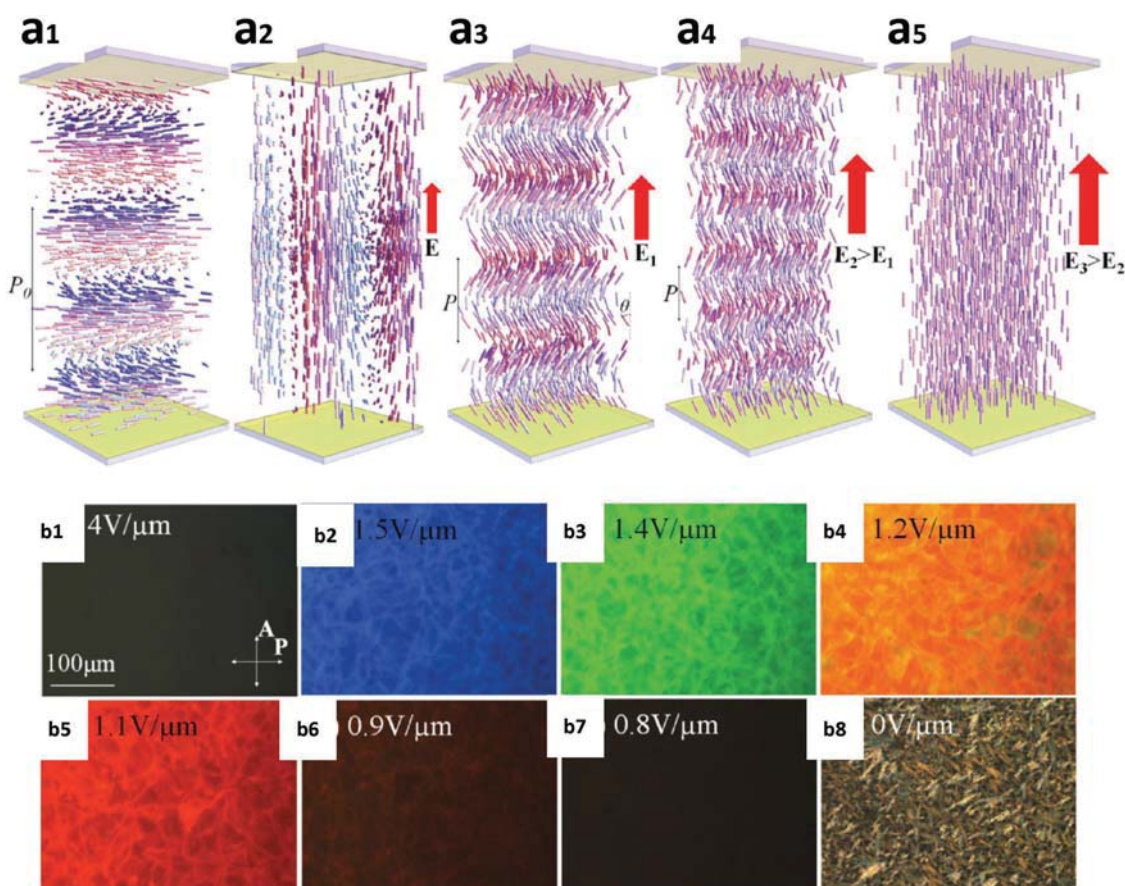 a1 a2 a3 a4 a5
P0
E
P
θ
E1
P
E2>E1
E3>E2
b1 4V/μm
A
P
100μm
b2 1.5V/μm
b3 1.4V/μm
b4 1.2V/μm
b5 1.1V/μm
b6 ) 0.9V/μm
b7 ) 0.8V/μm
b8 0V/μm